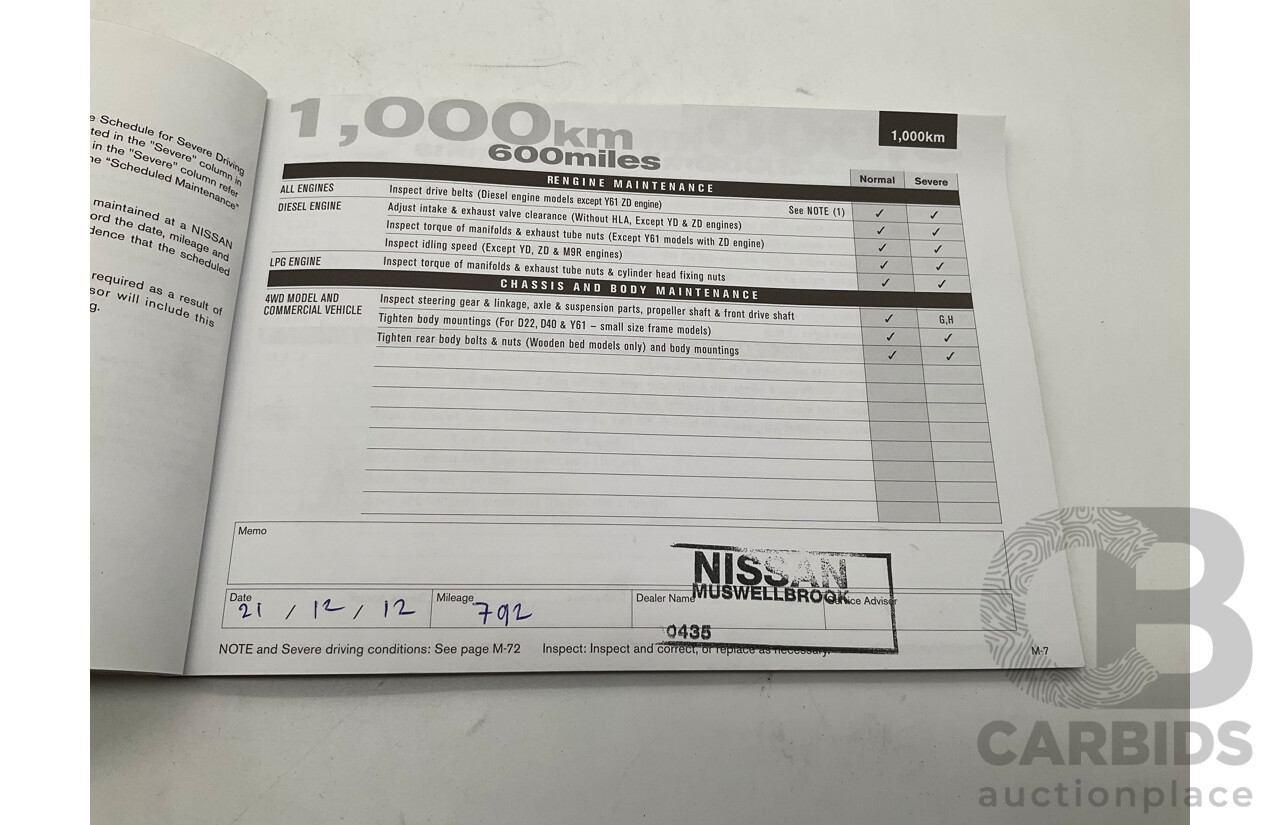 e Schedule for Severe Driving
ted in the "Severe" column in
in the "Severe" column refer
he "Scheduled Maintenance"
maintained at a NISSAN
ord the date, mileage and
dence that the scheduled
required as a result of
sor will include this
g.
1,000km
600miles
1,000km
RENGINE MAINTENANCE
Normal Severe
ALL ENGINES Inspect drive belts (Diesel engine models except Y61 ZD engine) See NOTE (1) ✓ ✓
DIESEL ENGINE Adjust intake & exhaust valve clearance (Without HLA, Except YD & ZD engines) ✓ ✓
Inspect torque of manifolds & exhaust tube nuts (Except Y61 models with ZD engine) ✓ ✓
Inspect idling speed (Except YD, ZD & M9R engines) ✓ ✓
LPG ENGINE Inspect torque of manifolds & exhaust tube nuts & cylinder head fixing nuts ✓ ✓
CHASSIS AND BODY MAINTENANCE
4WD MODEL AND COMMERCIAL VEHICLE Inspect steering gear & linkage, axle & suspension parts, propeller shaft & front drive shaft ✓ G,H
Tighten body mountings (For D22, D40 & Y61 – small size frame models) ✓ ✓
Tighten rear body bolts & nuts (Wooden bed models only) and body mountings ✓ ✓
Memo
NISSAN
MUSWELLBROOK
0435
Date 21 / 12 / 12 Mileage 792 Dealer Name Service Advisor
NOTE and Severe driving conditions: See page M-72 Inspect: Inspect and correct, or replace as necessary.
M-7
CB
CARBIDS
auctionplace